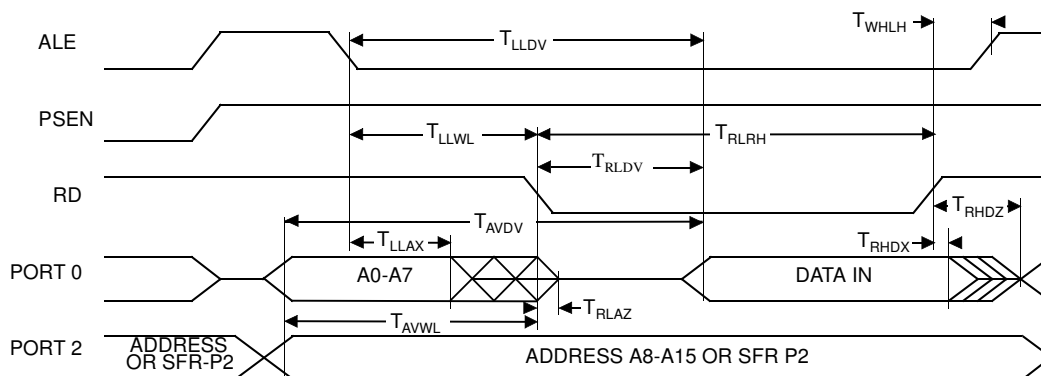 ALE
T_WHLH
T_LLDV
PSEN
T_LLWL
T_RLRH
T_RLDV
RD
T_AVDV
T_RHDZ
T_LLAX
T_RHDX
PORT 0
A0-A7
DATA IN
T_RLAZ
T_AVWL
PORT 2
ADDRESS
OR SFR-P2
ADDRESS A8-A15 OR SFR P2